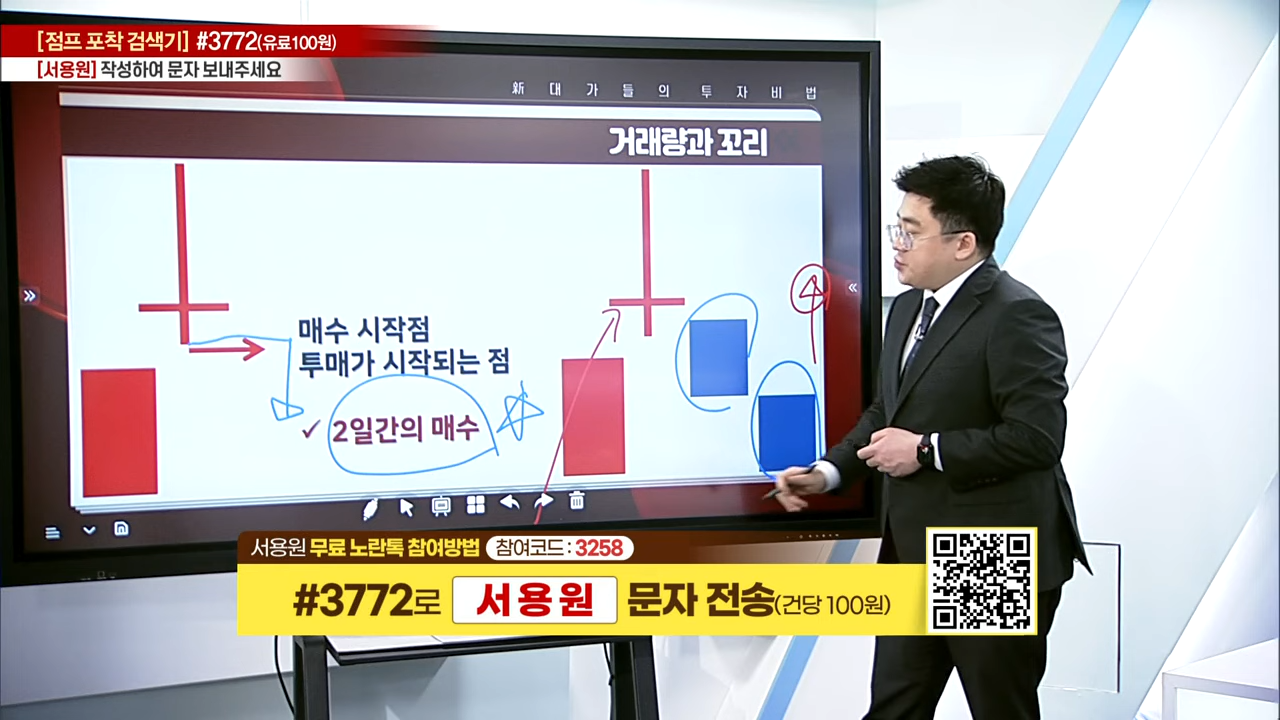 [점프 포착 검색기] #3772(유료100원)
[서용원] 작성하여 문자 보내주세요
新 대 가 들 의 투 자 비 법
거래량과 꼬리
매수 시작점
투매가 시작되는 점
✓ 2일간의 매수
서용원 무료 노란톡 참여방법 참여코드 : 3258
#3772로 서용원 문자 전송(건당 100원)